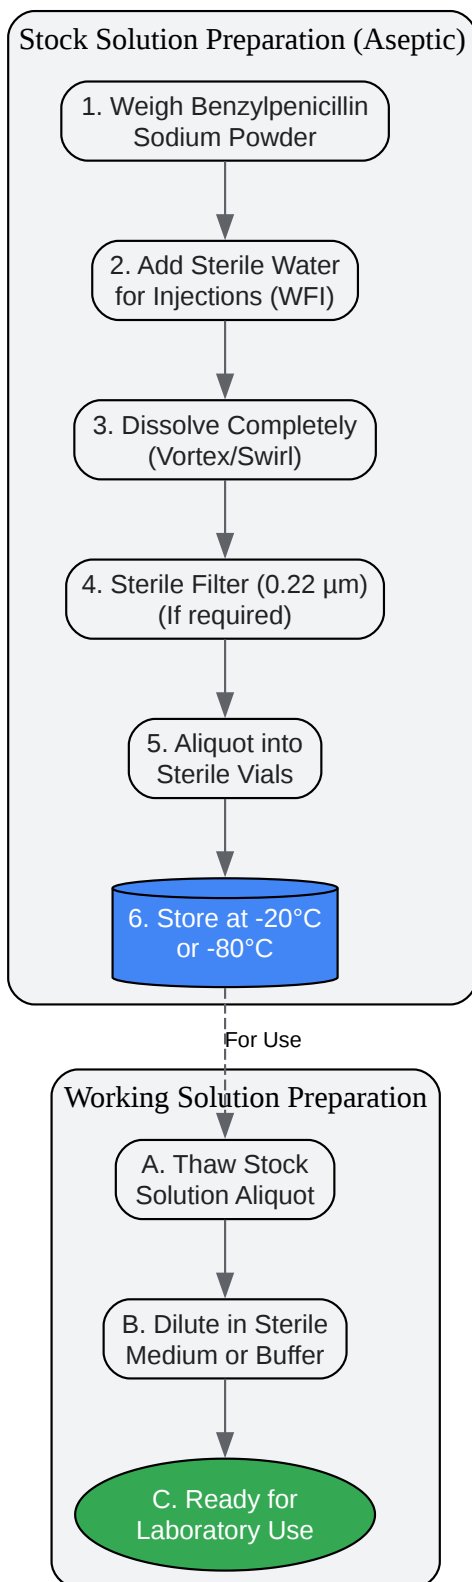 Stock Solution Preparation (Aseptic)
1. Weigh Benzylpenicillin
Sodium Powder
2. Add Sterile Water
for Injections (WFI)
3. Dissolve Completely
(Vortex/Swirl)
4. Sterile Filter (0.22 µm)
(If required)
5. Aliquot into
Sterile Vials
6. Store at -20°C
or -80°C
For Use
Working Solution Preparation
A. Thaw Stock
Solution Aliquot
B. Dilute in Sterile
Medium or Buffer
C. Ready for
Laboratory Use